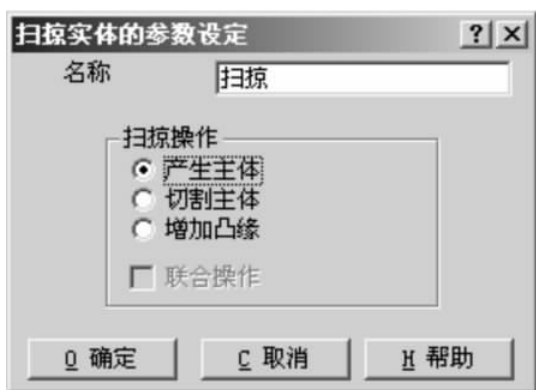 扫掠实体的参数设定 ? ×
名称 扫掠
扫掠操作
产生主体
切割主体
增加凸缘
联合操作
O 确定 C 取消 H 帮助